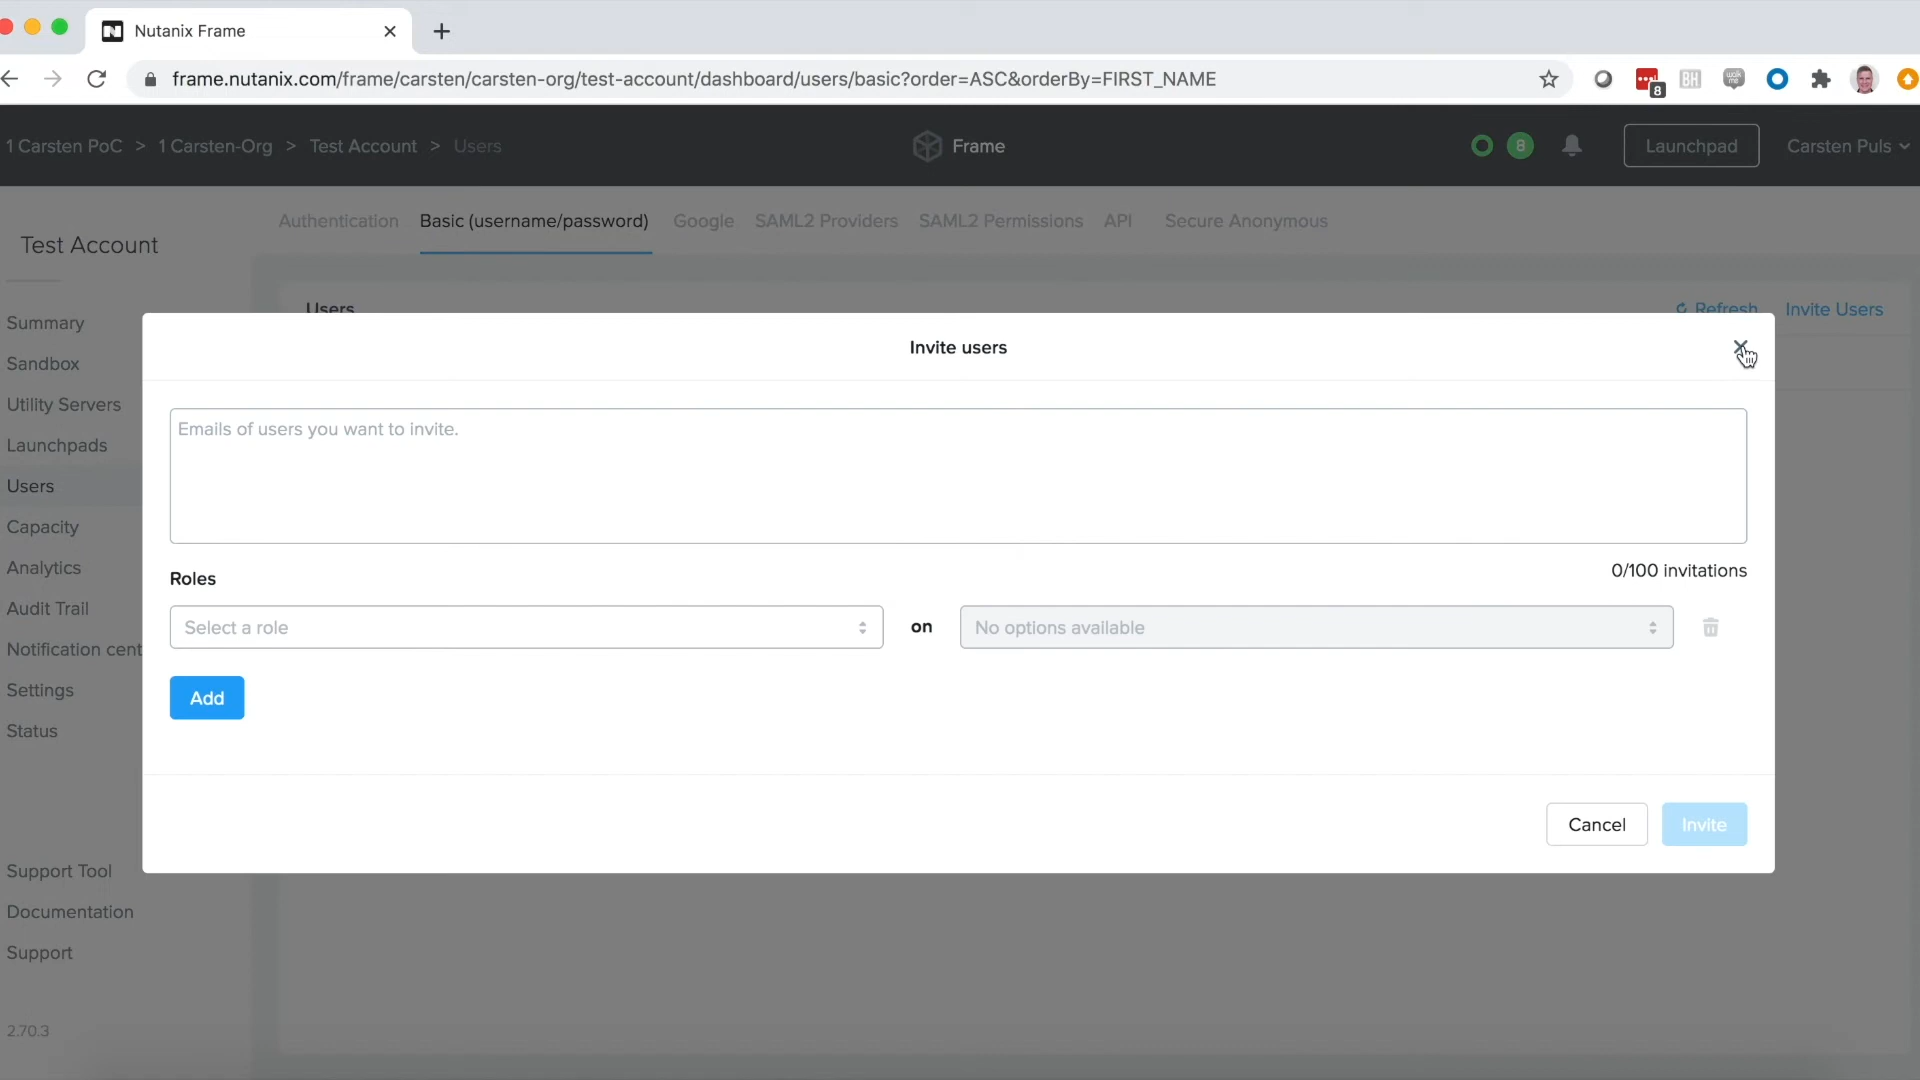 Nutanix Frame
frame.nutanix.com/frame/carsten/carsten-org/test-account/dashboard/users/basic?order=ASC&orderBy=FIRST_NAME
8
BH
1 Carsten PoC > 1 Carsten-Org > Test Account > Users
Frame
8
Launchpad
Carsten Puls
Test Account
Authentication
Basic (username/password)
Google
SAML2 Providers
SAML2 Permissions
API
Secure Anonymous
Users
Refresh
Invite Users
Summary
Sandbox
Utility Servers
Launchpads
Users
Capacity
Analytics
Audit Trail
Notification cent
Settings
Status
Support Tool
Documentation
Support
2.70.3
Invite users
Emails of users you want to invite.
0/100 invitations
Roles
Select a role
on
No options available
Add
Cancel
Invite